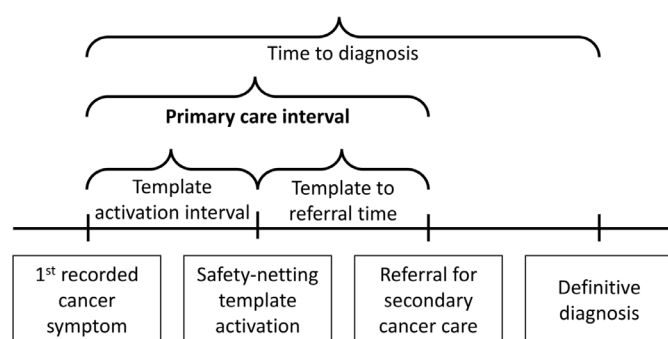 Time to diagnosis
Primary care interval
Template
activation interval
Template to
referral time
1st recorded
cancer
symptom
Safety-netting
template
activation
Referral for
secondary
cancer care
Definitive
diagnosis